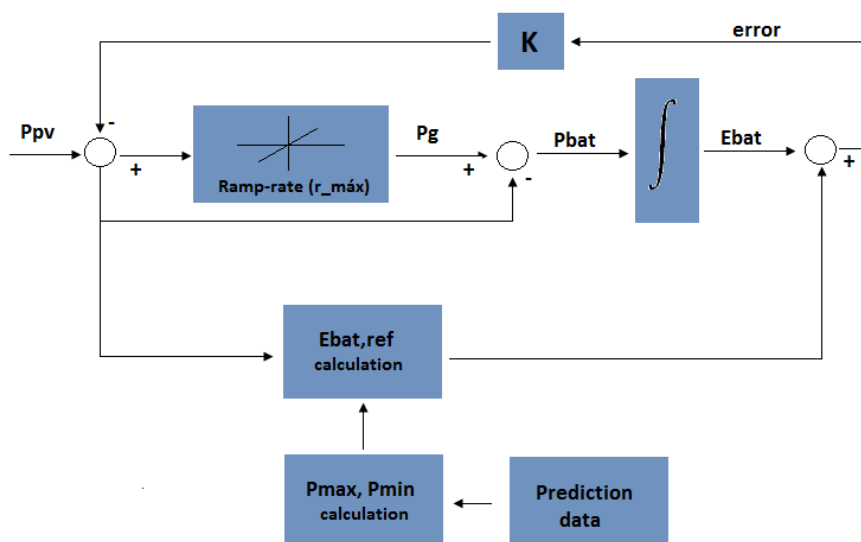 error
K
-
Ppv
+
Ramp-rate (r_máx)
Pg
+
-
Pbat
∫
Ebat
+
Ebat,ref
calculation
Pmax, Pmin
calculation
Prediction
data